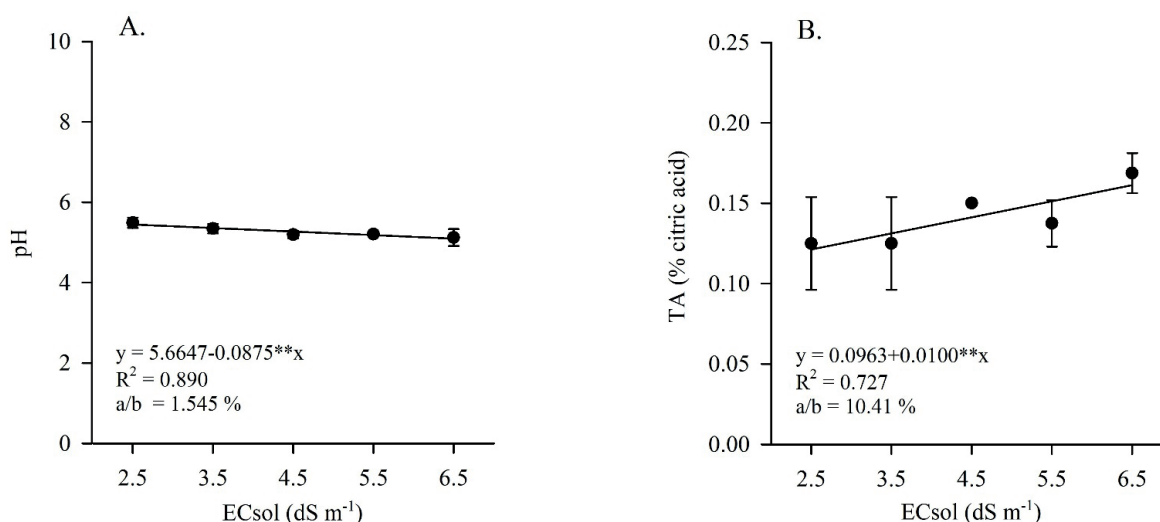 A.
10
8
6
4
2
0
pH
y = 5.6647-0.0875**x
R² = 0.890
a/b = 1.545 %
2.5 3.5 4.5 5.5 6.5
ECsol (dS m⁻¹)
B.
0.25
0.20
0.15
0.10
0.05
0.00
TA (% citric acid)
y = 0.0963+0.0100**x
R² = 0.727
a/b = 10.41 %
2.5 3.5 4.5 5.5 6.5
ECsol (dS m⁻¹)